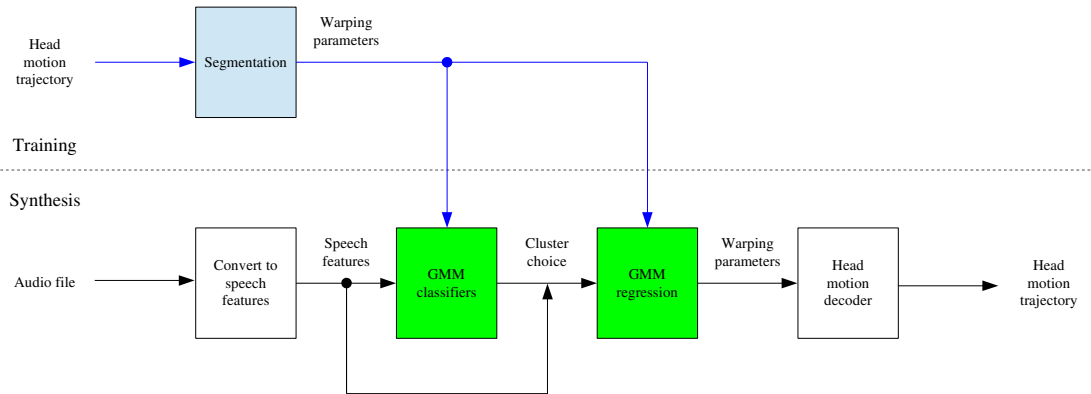 Head
motion
trajectory
Segmentation
Warping
parameters
Training
Synthesis
Audio file
Convert to
speech
features
Speech
features
GMM
classifiers
Cluster
choice
GMM
regression
Warping
parameters
Head
motion
decoder
Head
motion
trajectory